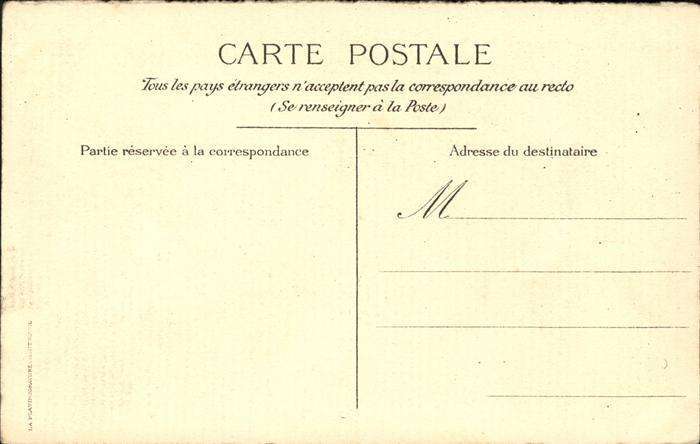 CARTE POSTALE
Tous les pays étrangers n'acceptent pas la correspondance au recto
(Se renseigner à la Poste)
Partie réservée à la correspondance
Adresse du destinataire
M